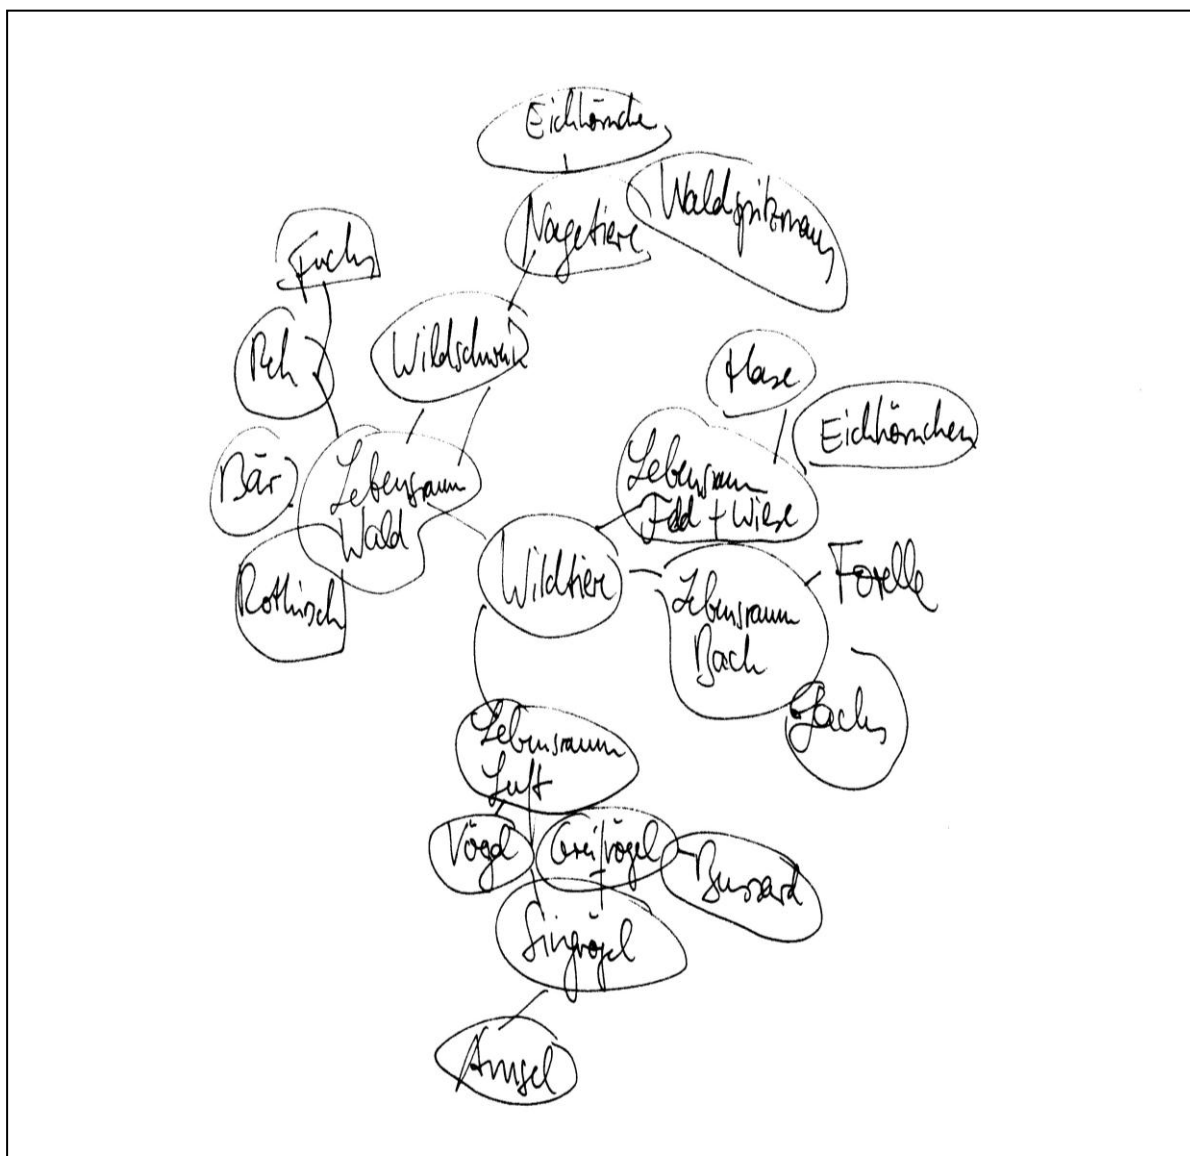 Eichhörnche
Nagetiere
Waldspitzmaus
Fuchs
Reh
Wildschwein
Hase
Eichhörnchen
Bär
Lebensraum
Wald
Lebensraum
Feld + Wiese
Rothirsch
Wildtiere
Lebensraum
Bach
Forelle
Lachs
Lebensraum
Luft
Vögel
Greifvögel
Bussard
Singvögel
Amsel